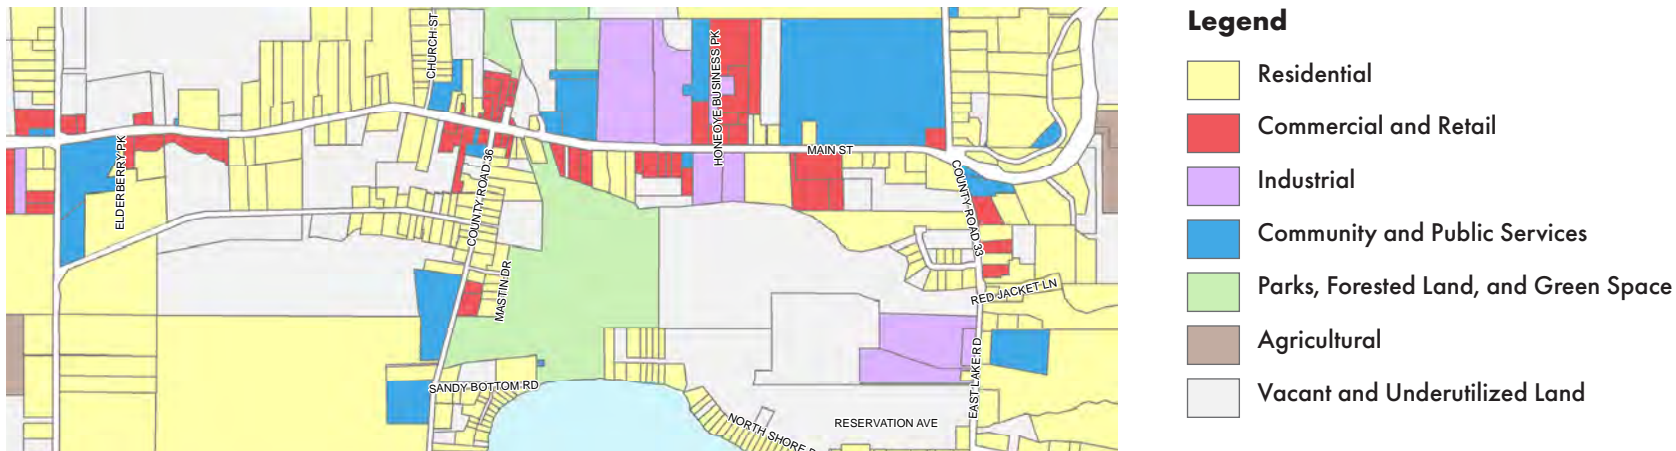 CHURCH ST
HONEOYE BUSINESS PK
ELDERBERRY PK
MAIN ST
COUNTY ROAD 36
COUNTY ROAD 33
MASTIN DR
RED JACKET LN
EAST LAKE RD
SANDY BOTTOM RD
NORTH SHORE
RESERVATION AVE
Legend
Residential
Commercial and Retail
Industrial
Community and Public Services
Parks, Forested Land, and Green Space
Agricultural
Vacant and Underutilized Land